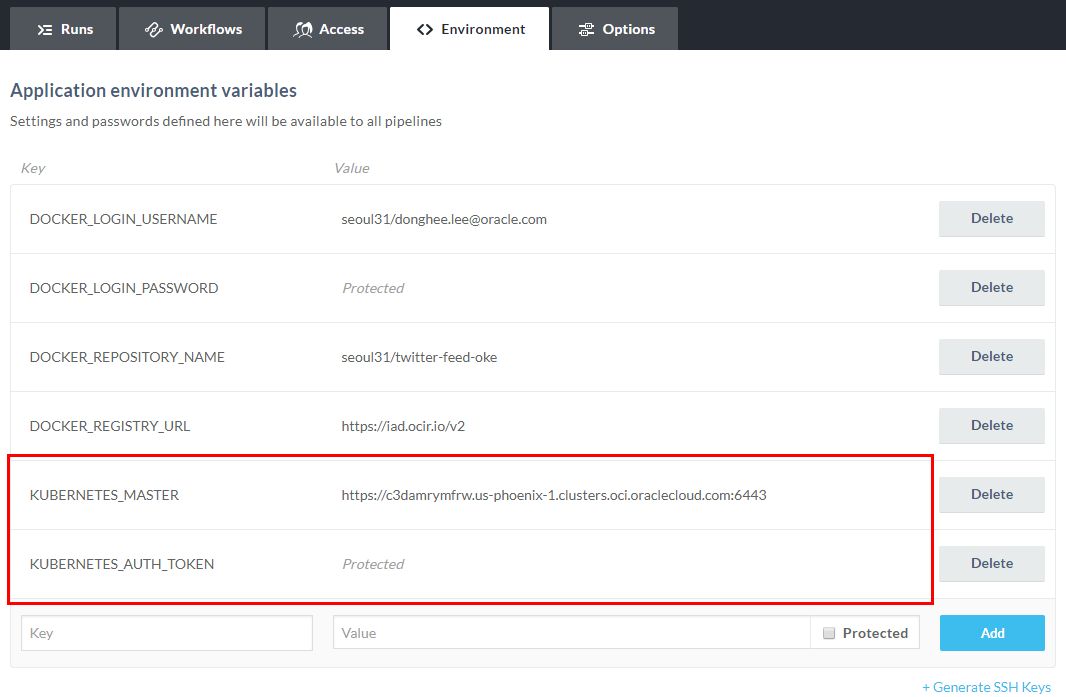 Runs Workflows Access Environment Options
Application environment variables
Settings and passwords defined here will be available to all pipelines
Key Value
DOCKER_LOGIN_USERNAME seoul31/donghee.lee@oracle.com Delete
DOCKER_LOGIN_PASSWORD Protected Delete
DOCKER_REPOSITORY_NAME seoul31/twitter-feed-oke Delete
DOCKER_REGISTRY_URL https://iad.ocir.io/v2 Delete
KUBERNETES_MASTER https://c3damrymfrw.us-phoenix-1.clusters.oci.oraclecloud.com:6443 Delete
KUBERNETES_AUTH_TOKEN Protected Delete
Key Value Protected Add
+ Generate SSH Keys